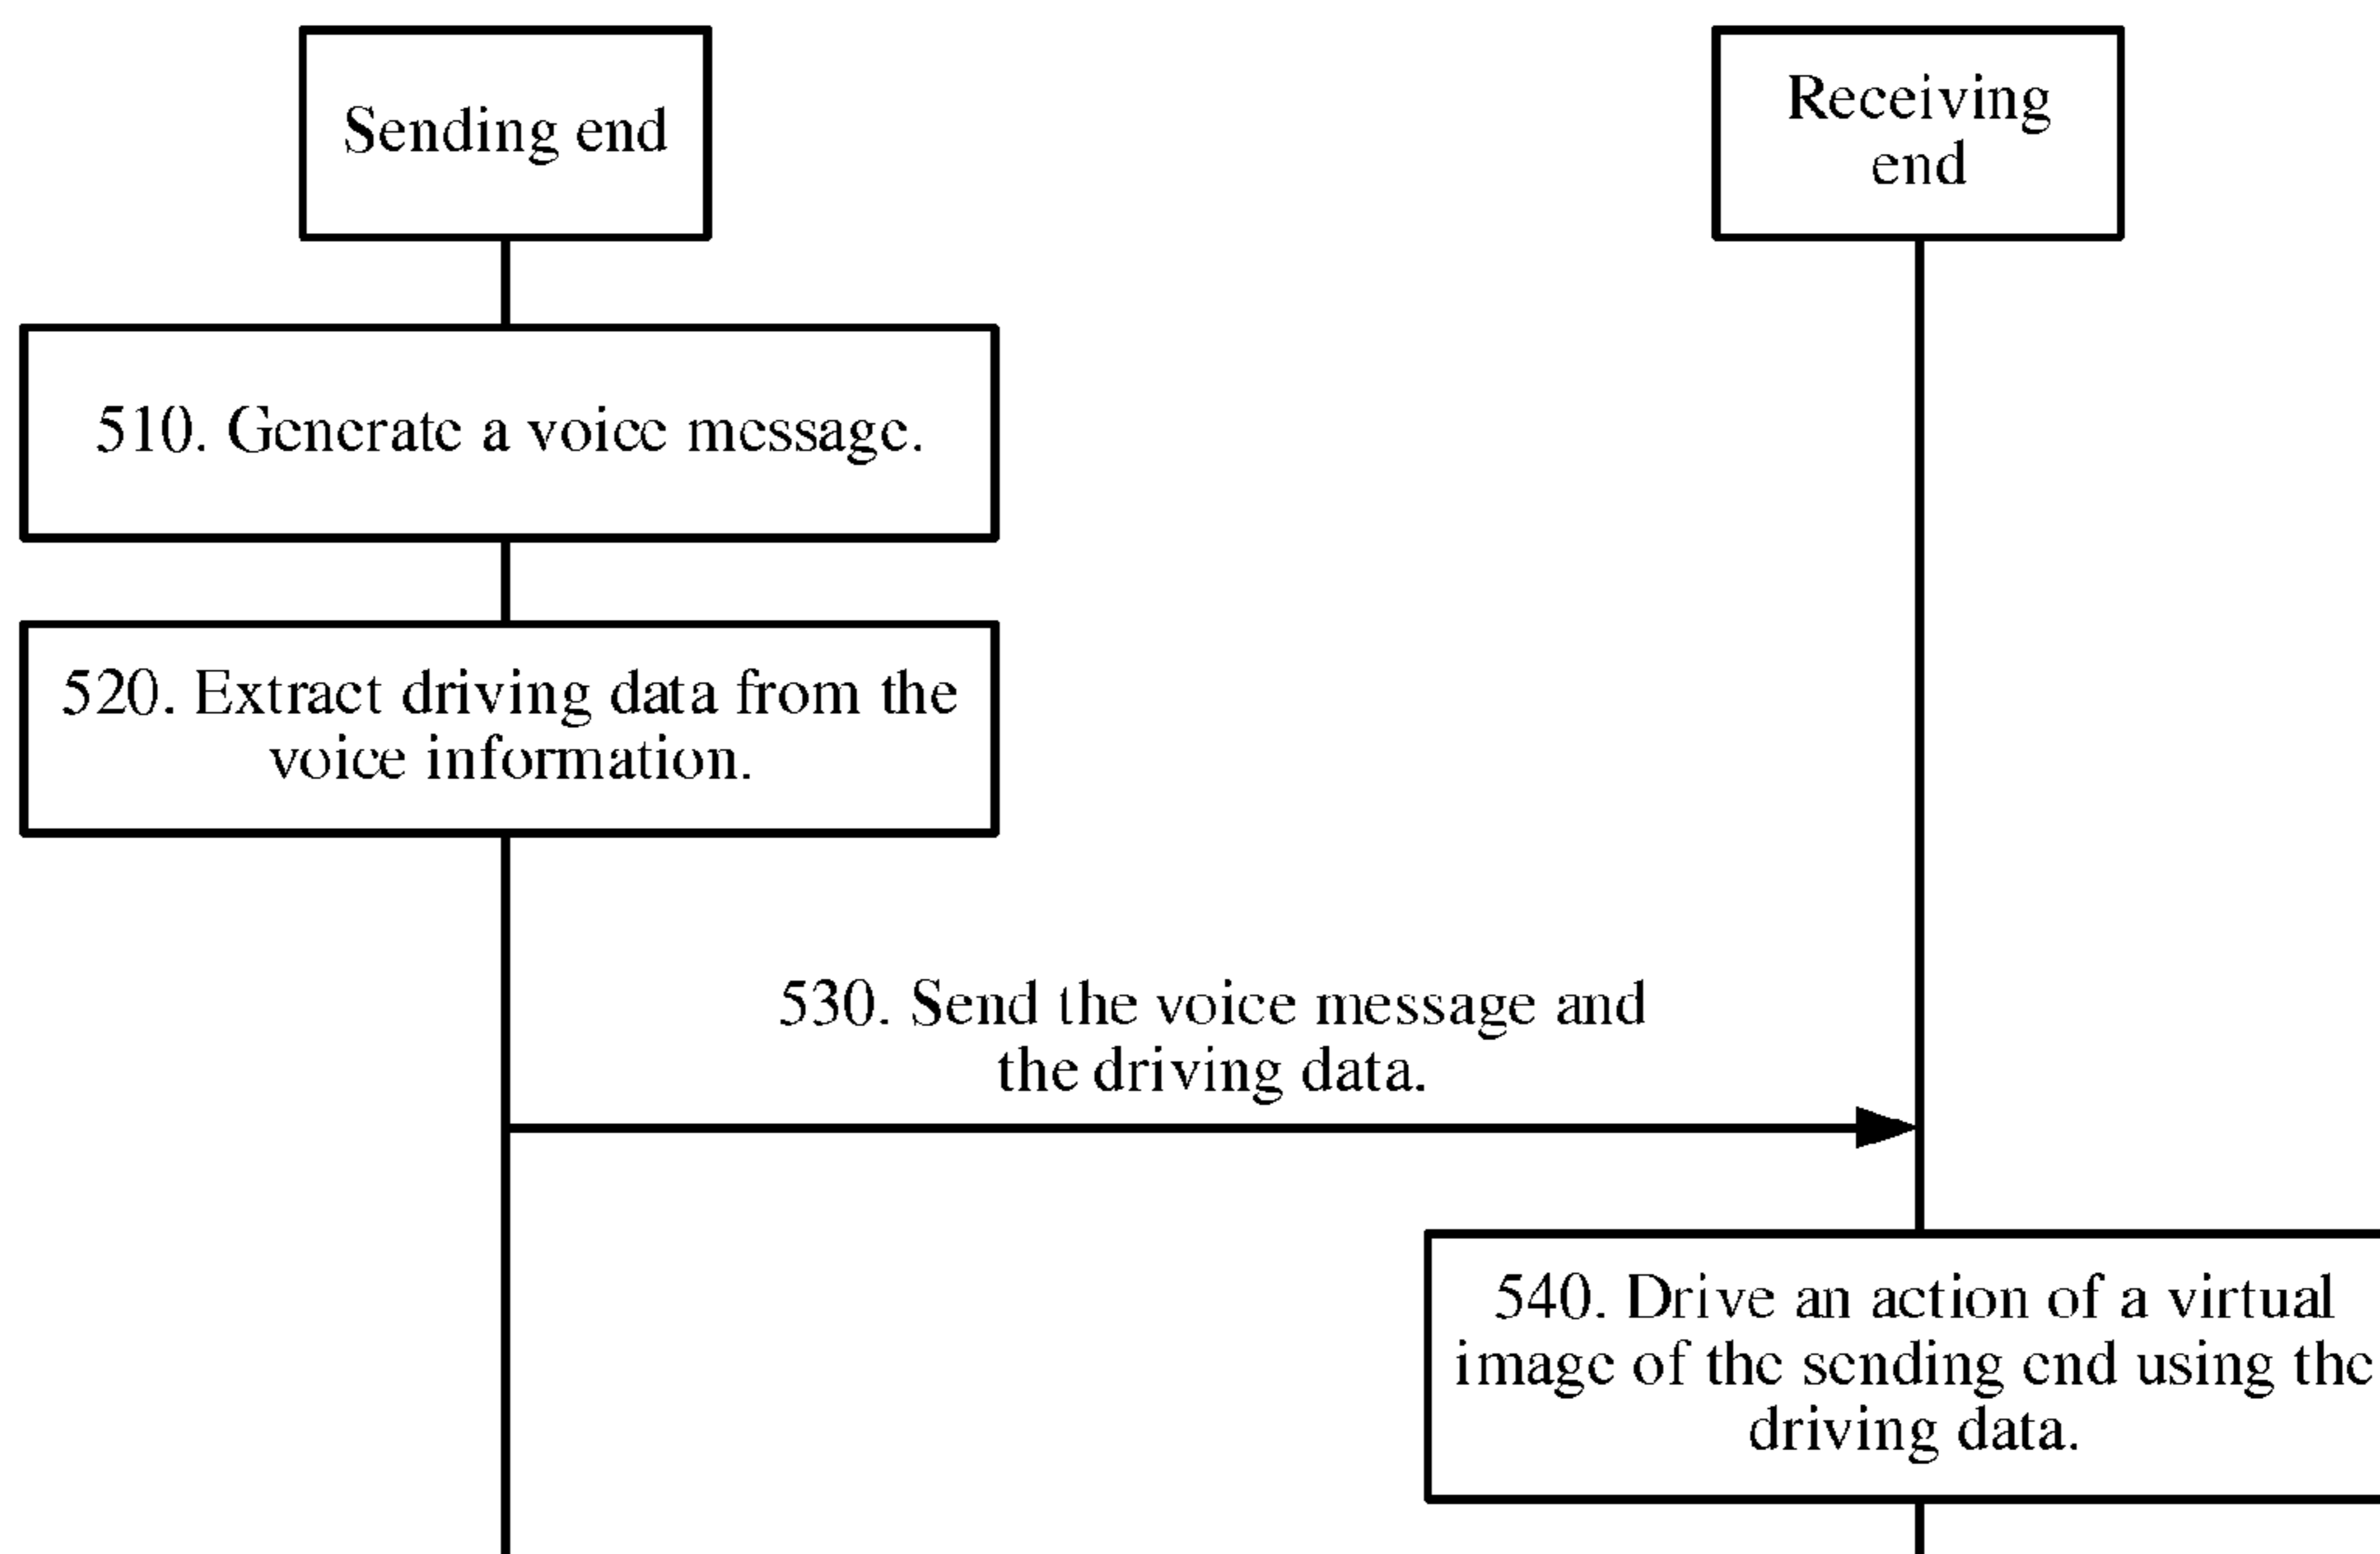 Sending end
Receiving
end
510. Generate a voice message.
520. Extract driving data from the
voice information.
530. Send the voice message and
the driving data.
540. Drive an action of a virtual
image of the sending end using the
driving data.